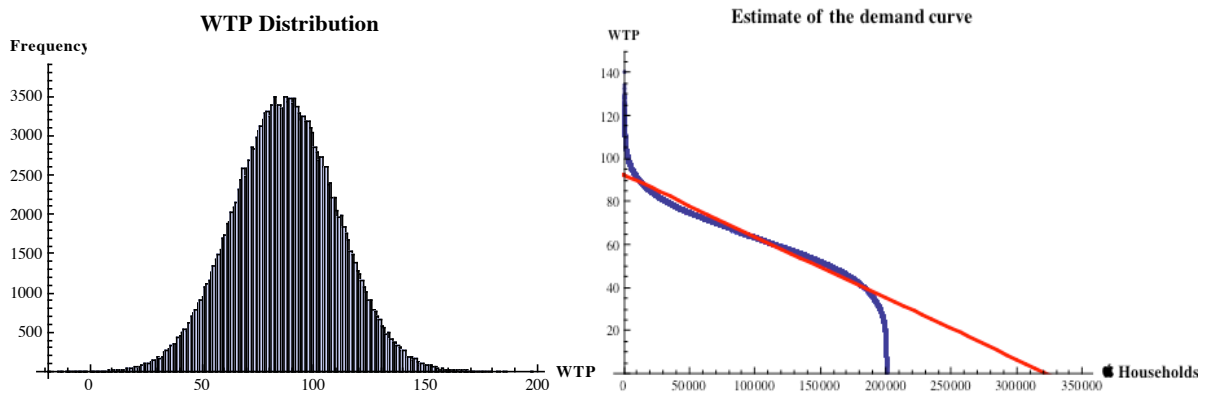 WTP Distribution
Frequency
3500
3000
2500
2000
1500
1000
500
0 50 100 150 200 WTP
Estimate of the demand curve
WTP
140
120
100
80
60
40
20
0 50000 100000 150000 200000 250000 300000 350000 Households